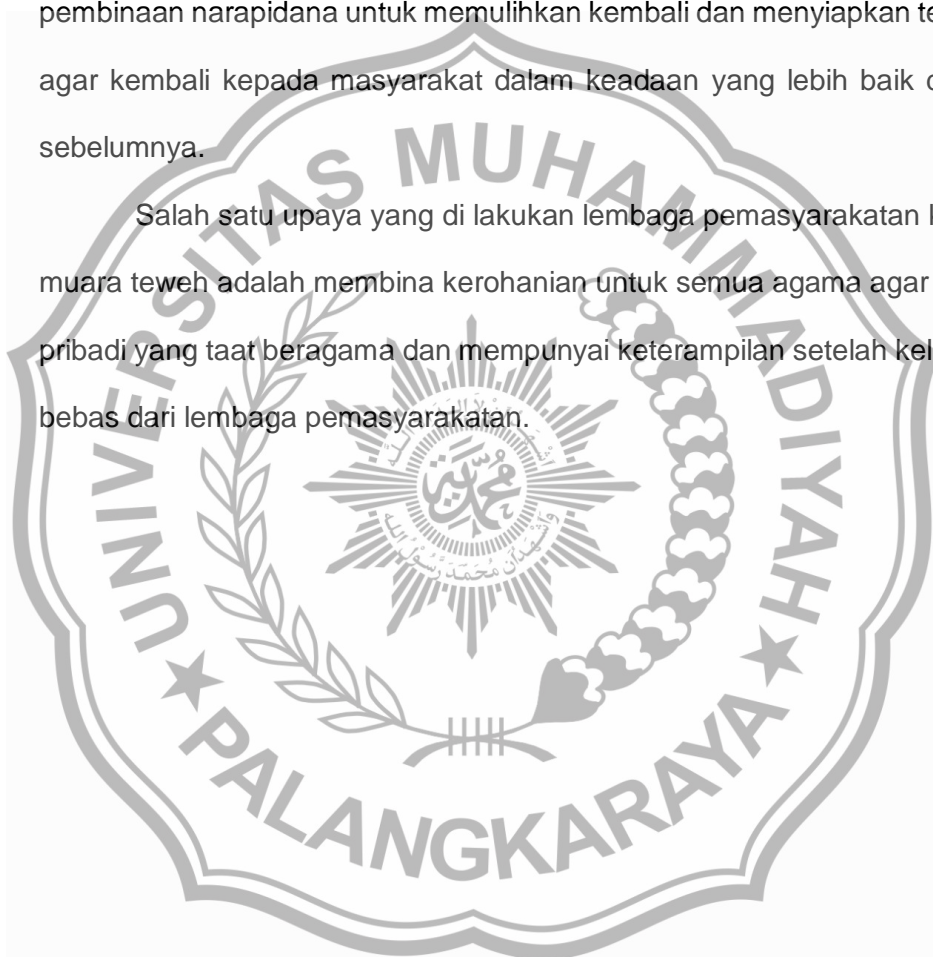 pembinaan narapidana untuk memulihkan kembali dan menyiapkan
agar kembali kepada masyarakat dalam keadaan yang lebih baik
sebelumnya.
Salah satu upaya yang di lakukan lembaga pemasyarakatan
muara teweh adalah membina kerohanian untuk semua agama agar
pribadi yang taat beragama dan mempunyai keterampilan setelah
bebas dari lembaga pemasyarakatan.
UNIVERSITAS MUHAMMADIYAH
PALANGKARAYA
محمدية